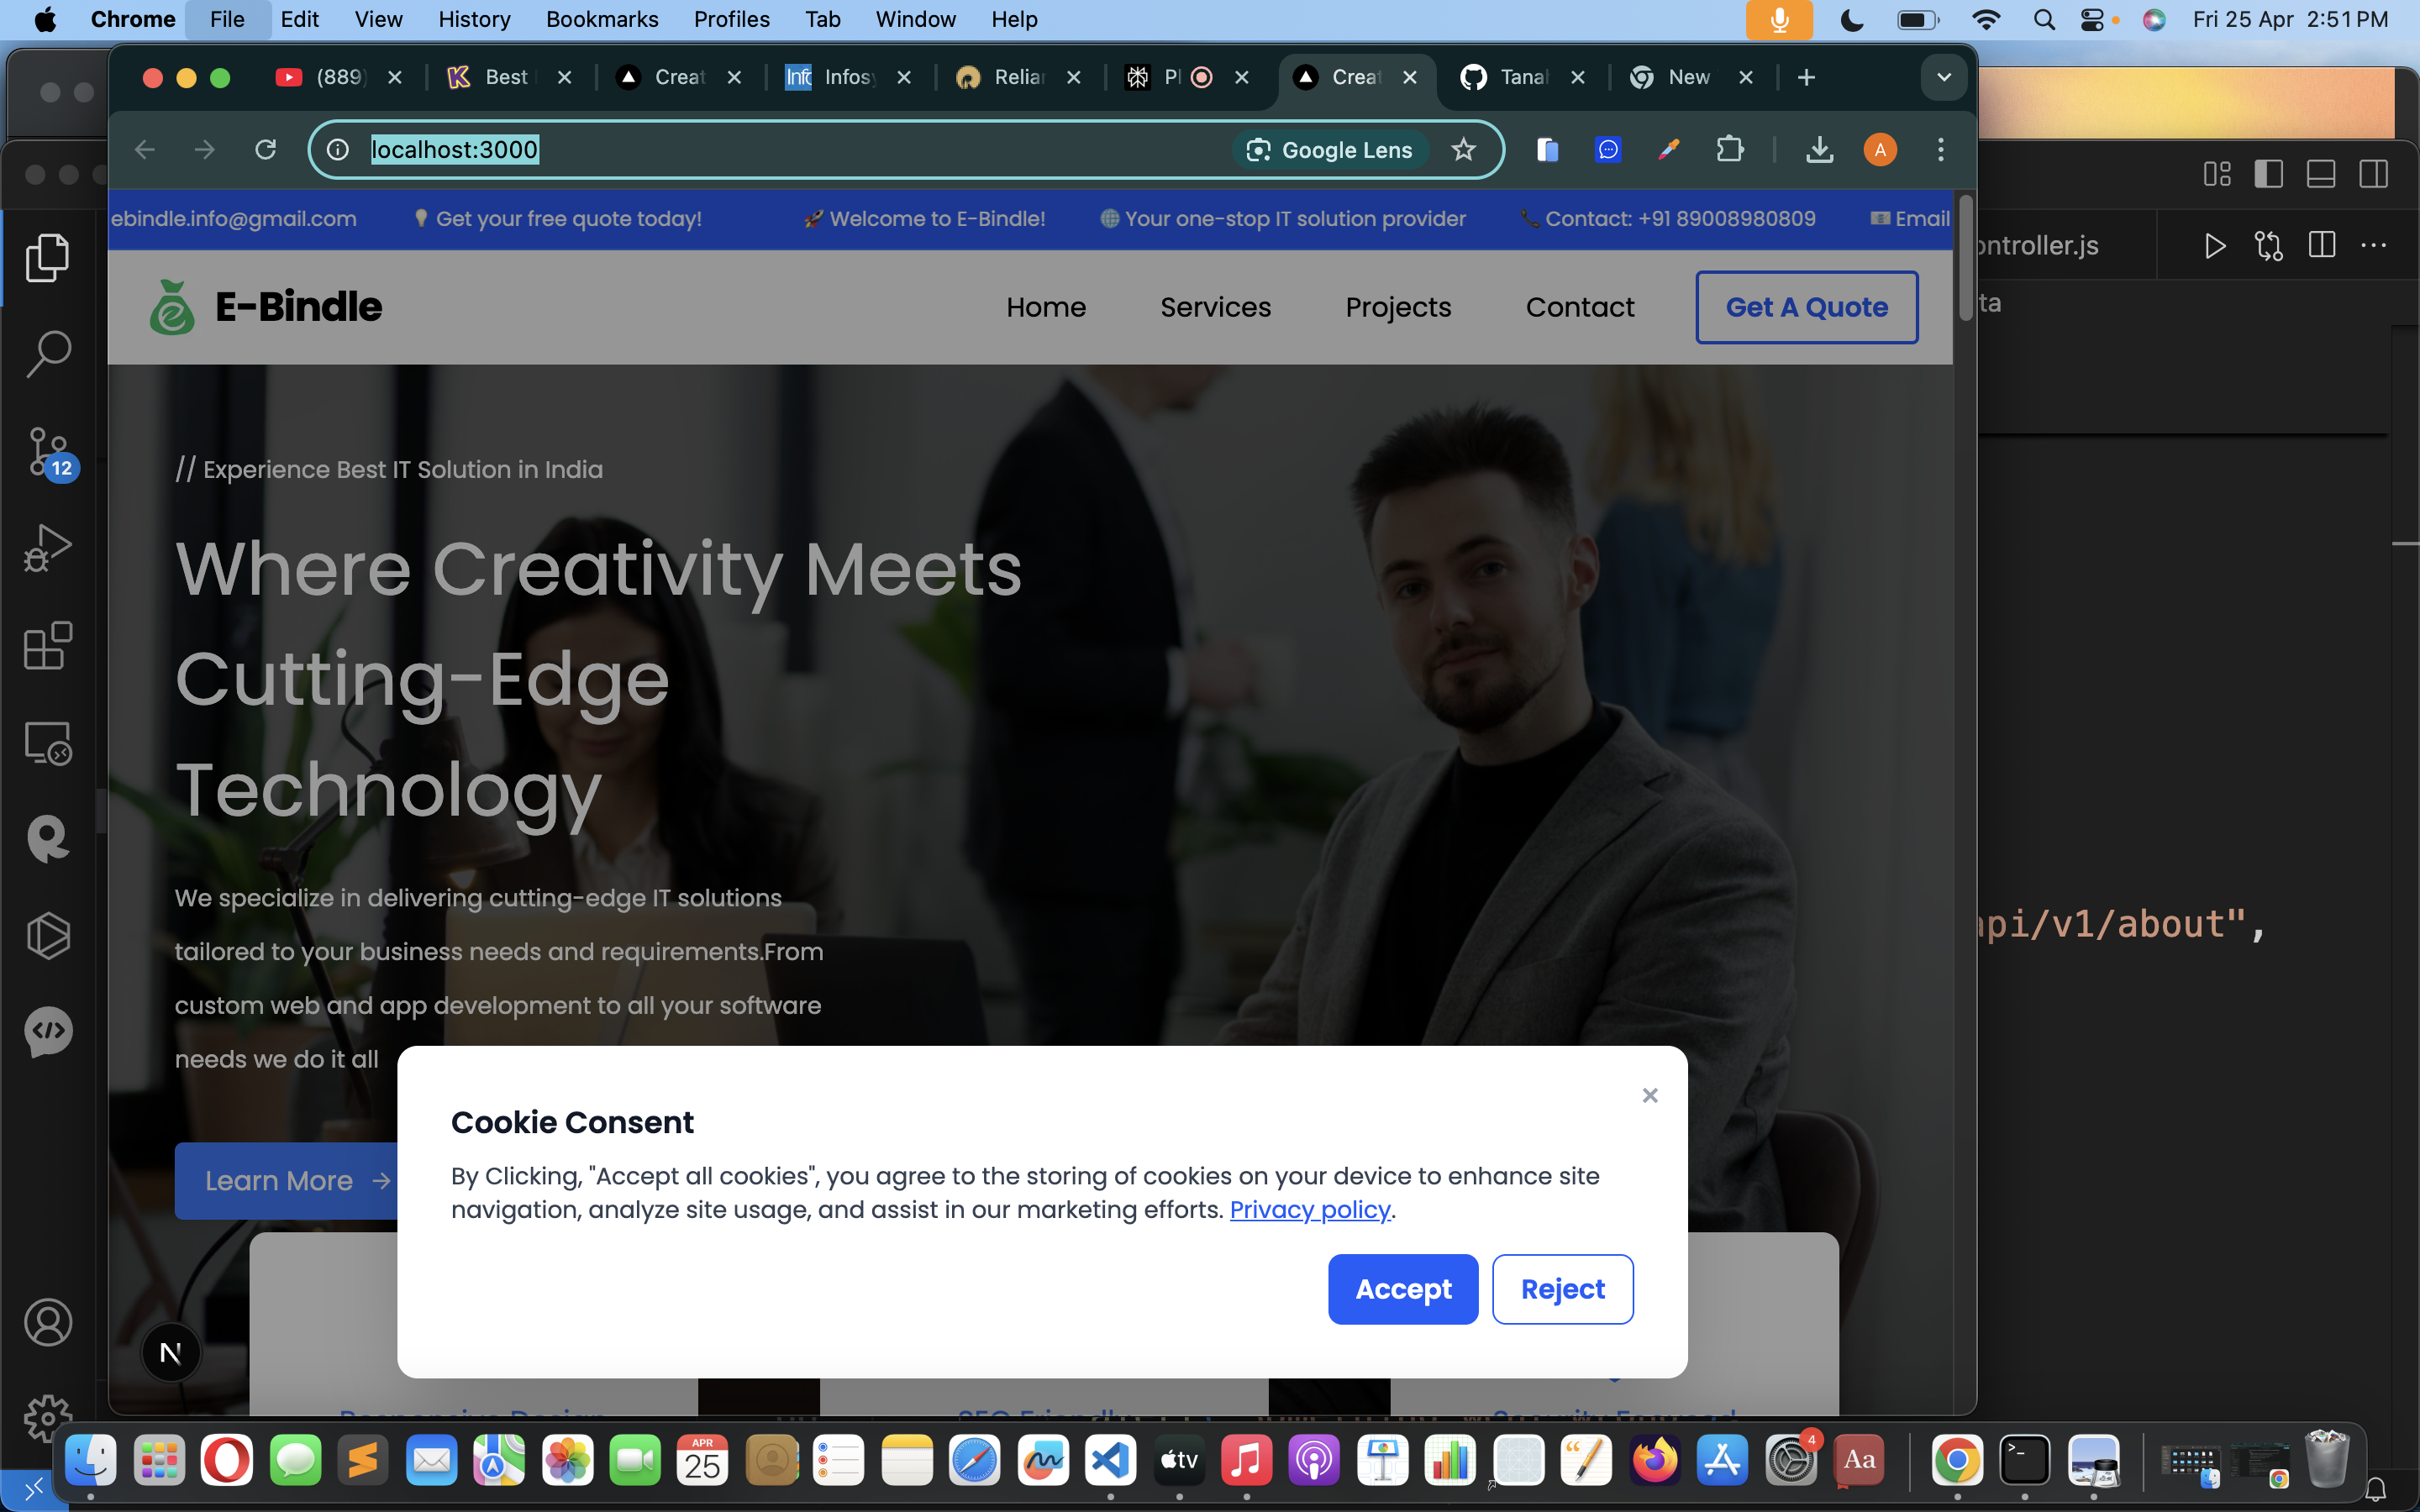 Chrome File Edit View History Bookmarks Profiles Tab Window Help
Fri 25 Apr 2:51 PM
(889) Best Creat Infosy Relian Pl Creat Tanah New
localhost:3000
Google Lens
A
ebindle.info@gmail.com Get your free quote today! Welcome to E-Bindle! Your one-stop IT solution provider Contact: +91 89008980809 Email
ontroller.js
E-Bindle
Home Services Projects Contact Get A Quote
ta
// Experience Best IT Solution in India
12
Where Creativity Meets
Cutting-Edge
Technology
We specialize in delivering cutting-edge IT solutions
tailored to your business needs and requirements.From
custom web and app development to all your software
needs we do it all
api/v1/about",
Learn More →
Cookie Consent
By Clicking, "Accept all cookies", you agree to the storing of cookies on your device to enhance site
navigation, analyze site usage, and assist in our marketing efforts. Privacy policy.
Accept Reject
N
APR
25
tv
4
Aa